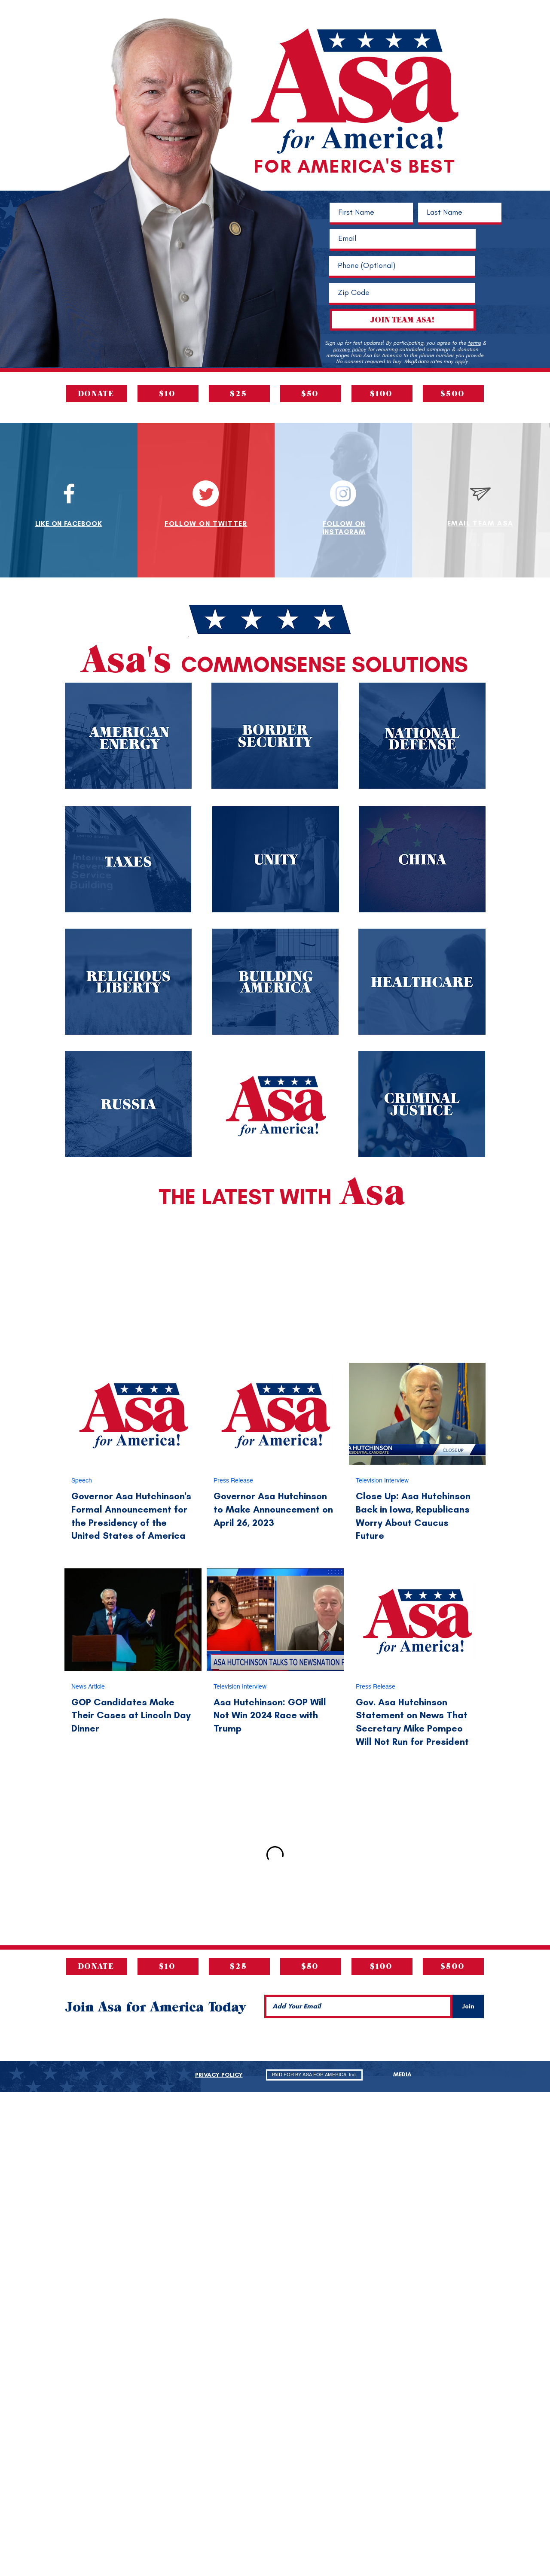 Asa
for America!
FOR AMERICA'S BEST
First Name
Last Name
Email
Phone (Optional)
Zip Code
JOIN TEAM ASA!
Sign up for text updates! By participating, you agree to the terms &
privacy policy for recurring autodialed campaign & donation
messages from Asa for America to the phone number you provide.
No consent required to buy. Msg&data rates may apply.
DONATE
$10
$25
$50
$100
$500
LIKE ON FACEBOOK
FOLLOW ON TWITTER
FOLLOW ON
INSTAGRAM
EMAIL TEAM ASA
Asa's COMMONSENSE SOLUTIONS
AMERICAN
ENERGY
BORDER
SECURITY
NATIONAL
DEFENSE
Internal
Revenue
Service
Building
TAXES
UNITY
CHINA
RELIGIOUS
LIBERTY
BUILDING
AMERICA
HEALTHCARE
RUSSIA
Asa
for America!
CRIMINAL
JUSTICE
THE LATEST WITH Asa
Asa
for America!
Speech
Governor Asa Hutchinson's
Formal Announcement for
the Presidency of the
United States of America
Asa
for America!
Press Release
Governor Asa Hutchinson
to Make Announcement on
April 26, 2023
A HUTCHINSON
ESIDENTIAL CANDIDATE
CLOSE UP
Television Interview
Close Up: Asa Hutchinson
Back in Iowa, Republicans
Worry About Caucus
Future
News Article
GOP Candidates Make
Their Cases at Lincoln Day
Dinner
ASA HUTCHINSON TALKS TO NEWSNATION F
Television Interview
Asa Hutchinson: GOP Will
Not Win 2024 Race with
Trump
Asa
for America!
Press Release
Gov. Asa Hutchinson
Statement on News That
Secretary Mike Pompeo
Will Not Run for President
DONATE
$10
$25
$50
$100
$500
Join Asa for America Today
Add Your Email
Join
PRIVACY POLICY
PAID FOR BY ASA FOR AMERICA, Inc.
MEDIA